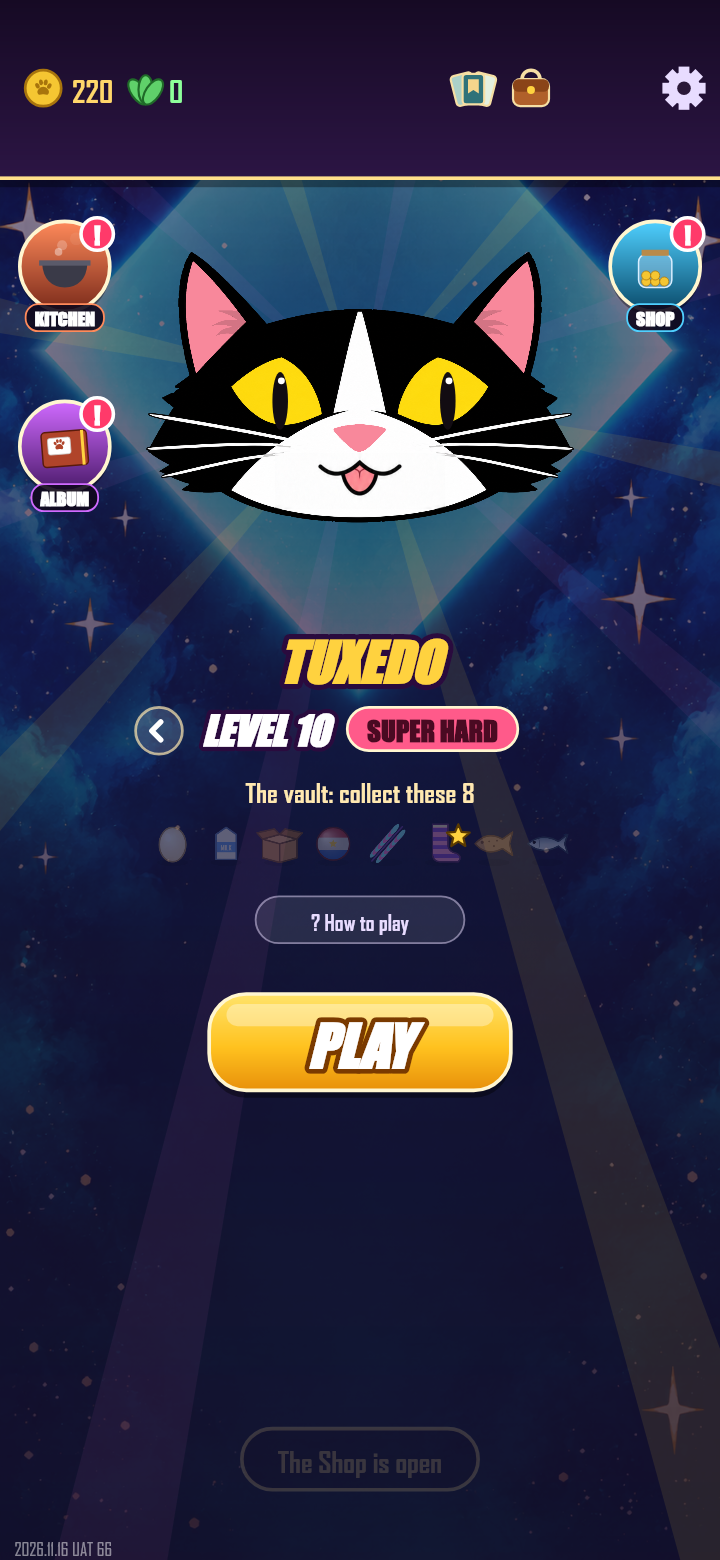 220
0
!
!
KITCHEN
SHOP
!
ALBUM
TUXEDO
LEVEL 10
SUPER HARD
The vault: collect these 8
? How to play
PLAY
The Shop is open
2026.11.16 UAT 66